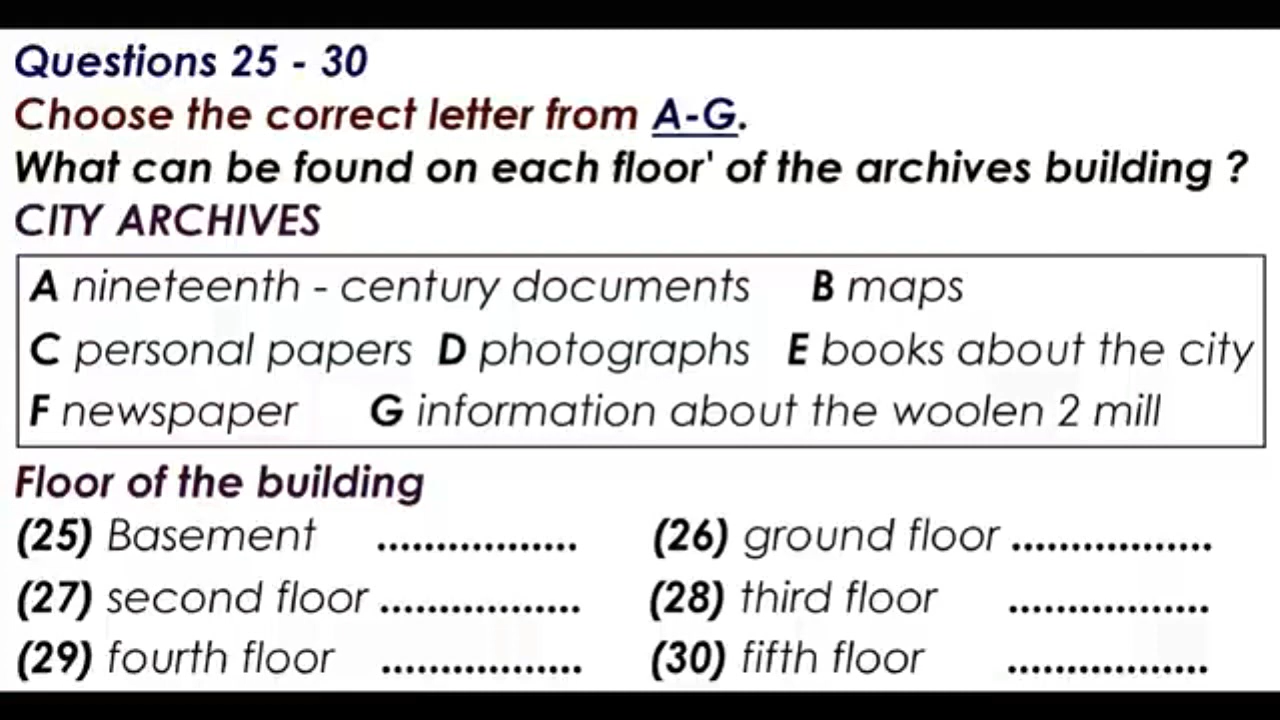 Questions 25 - 30
Choose the correct letter from A-G.
What can be found on each floor' of the archives building ?
CITY ARCHIVES
A nineteenth - century documents B maps
C personal papers D photographs E books about the city
F newspaper G information about the woolen 2 mill
Floor of the building
(25) Basement ................. (26) ground floor .................
(27) second floor ................. (28) third floor .................
(29) fourth floor ................. (30) fifth floor .................